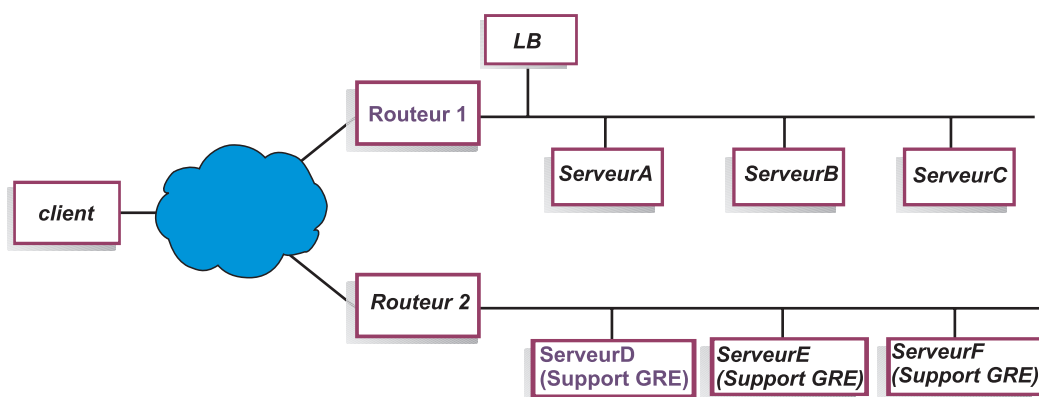 LB
Routeur 1
ServeurA
ServeurB
ServeurC
client
Routeur 2
ServeurD
(Support GRE)
ServeurE
(Support GRE)
ServeurF
(Support GRE)